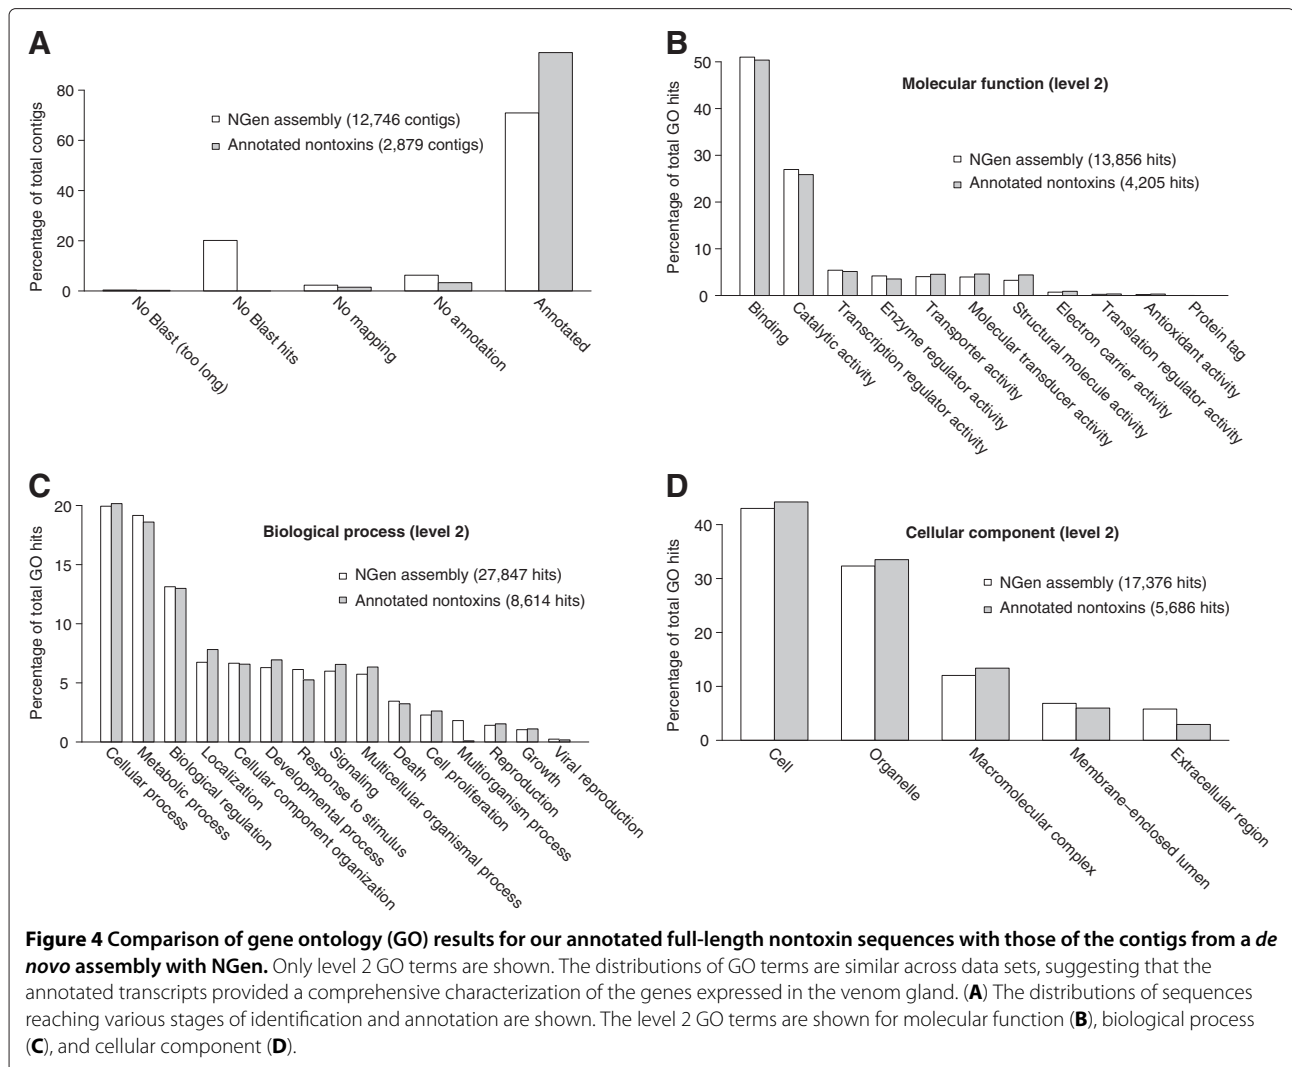 A
Percentage of total contigs
80
60
40
20
0
NGen assembly (12,746 contigs)
Annotated nontoxins (2,879 contigs)
No Blast (too long)
No Blast hits
No mapping
No annotation
Annotated
B
Percentage of total GO hits
50
40
30
20
10
0
Molecular function (level 2)
NGen assembly (13,856 hits)
Annotated nontoxins (4,205 hits)
Binding
Catalytic activity
Transcription regulator activity
Enzyme regulator activity
Transporter activity
Molecular transducer activity
Structural molecule activity
Electron carrier activity
Translation regulator activity
Antioxidant activity
Protein tag
C
Percentage of total GO hits
20
15
10
5
0
Biological process (level 2)
NGen assembly (27,847 hits)
Annotated nontoxins (8,614 hits)
Cellular process
Metabolic process
Biological regulation
Localization
Cellular component organization
Developmental process
Response to stimulus
Signaling
Multicellular organismal process
Death
Cell proliferation
Multiorganism process
Reproduction
Growth
Viral reproduction
D
Percentage of total GO hits
40
30
20
10
0
Cellular component (level 2)
NGen assembly (17,376 hits)
Annotated nontoxins (5,686 hits)
Cell
Organelle
Macromolecular complex
Membrane−enclosed lumen
Extracellular region
Figure 4 Comparison of gene ontology (GO) results for our annotated full-length nontoxin sequences with those of the contigs from a de
novo assembly with NGen. Only level 2 GO terms are shown. The distributions of GO terms are similar across data sets, suggesting that the
annotated transcripts provided a comprehensive characterization of the genes expressed in the venom gland. (A) The distributions of sequences
reaching various stages of identification and annotation are shown. The level 2 GO terms are shown for molecular function (B), biological process
(C), and cellular component (D).